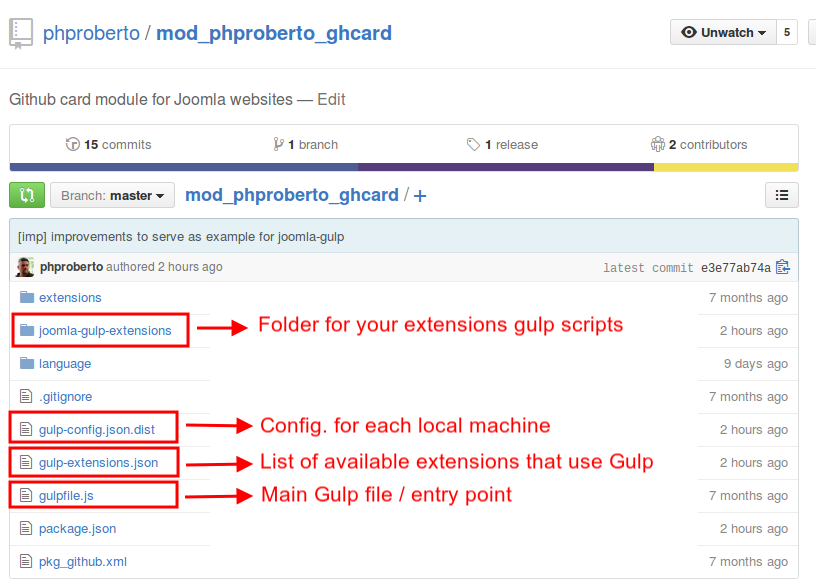 phproberto / mod_phproberto_ghcard
Unwatch 5
Github card module for Joomla websites — Edit
15 commits 1 branch 1 release 2 contributors
Branch: master mod_phproberto_ghcard / +
[imp] improvements to serve as example for joomla-gulp
phproberto authored 2 hours ago latest commit e3e77ab74a
extensions 7 months ago
joomla-gulp-extensions Folder for your extensions gulp scripts 2 hours ago
language 9 days ago
.gitignore 7 months ago
gulp-config.json.dist Config. for each local machine 2 hours ago
gulp-extensions.json List of available extensions that use Gulp 2 hours ago
gulpfile.js Main Gulp file / entry point 7 months ago
package.json 2 hours ago
pkg_github.xml 7 months ago